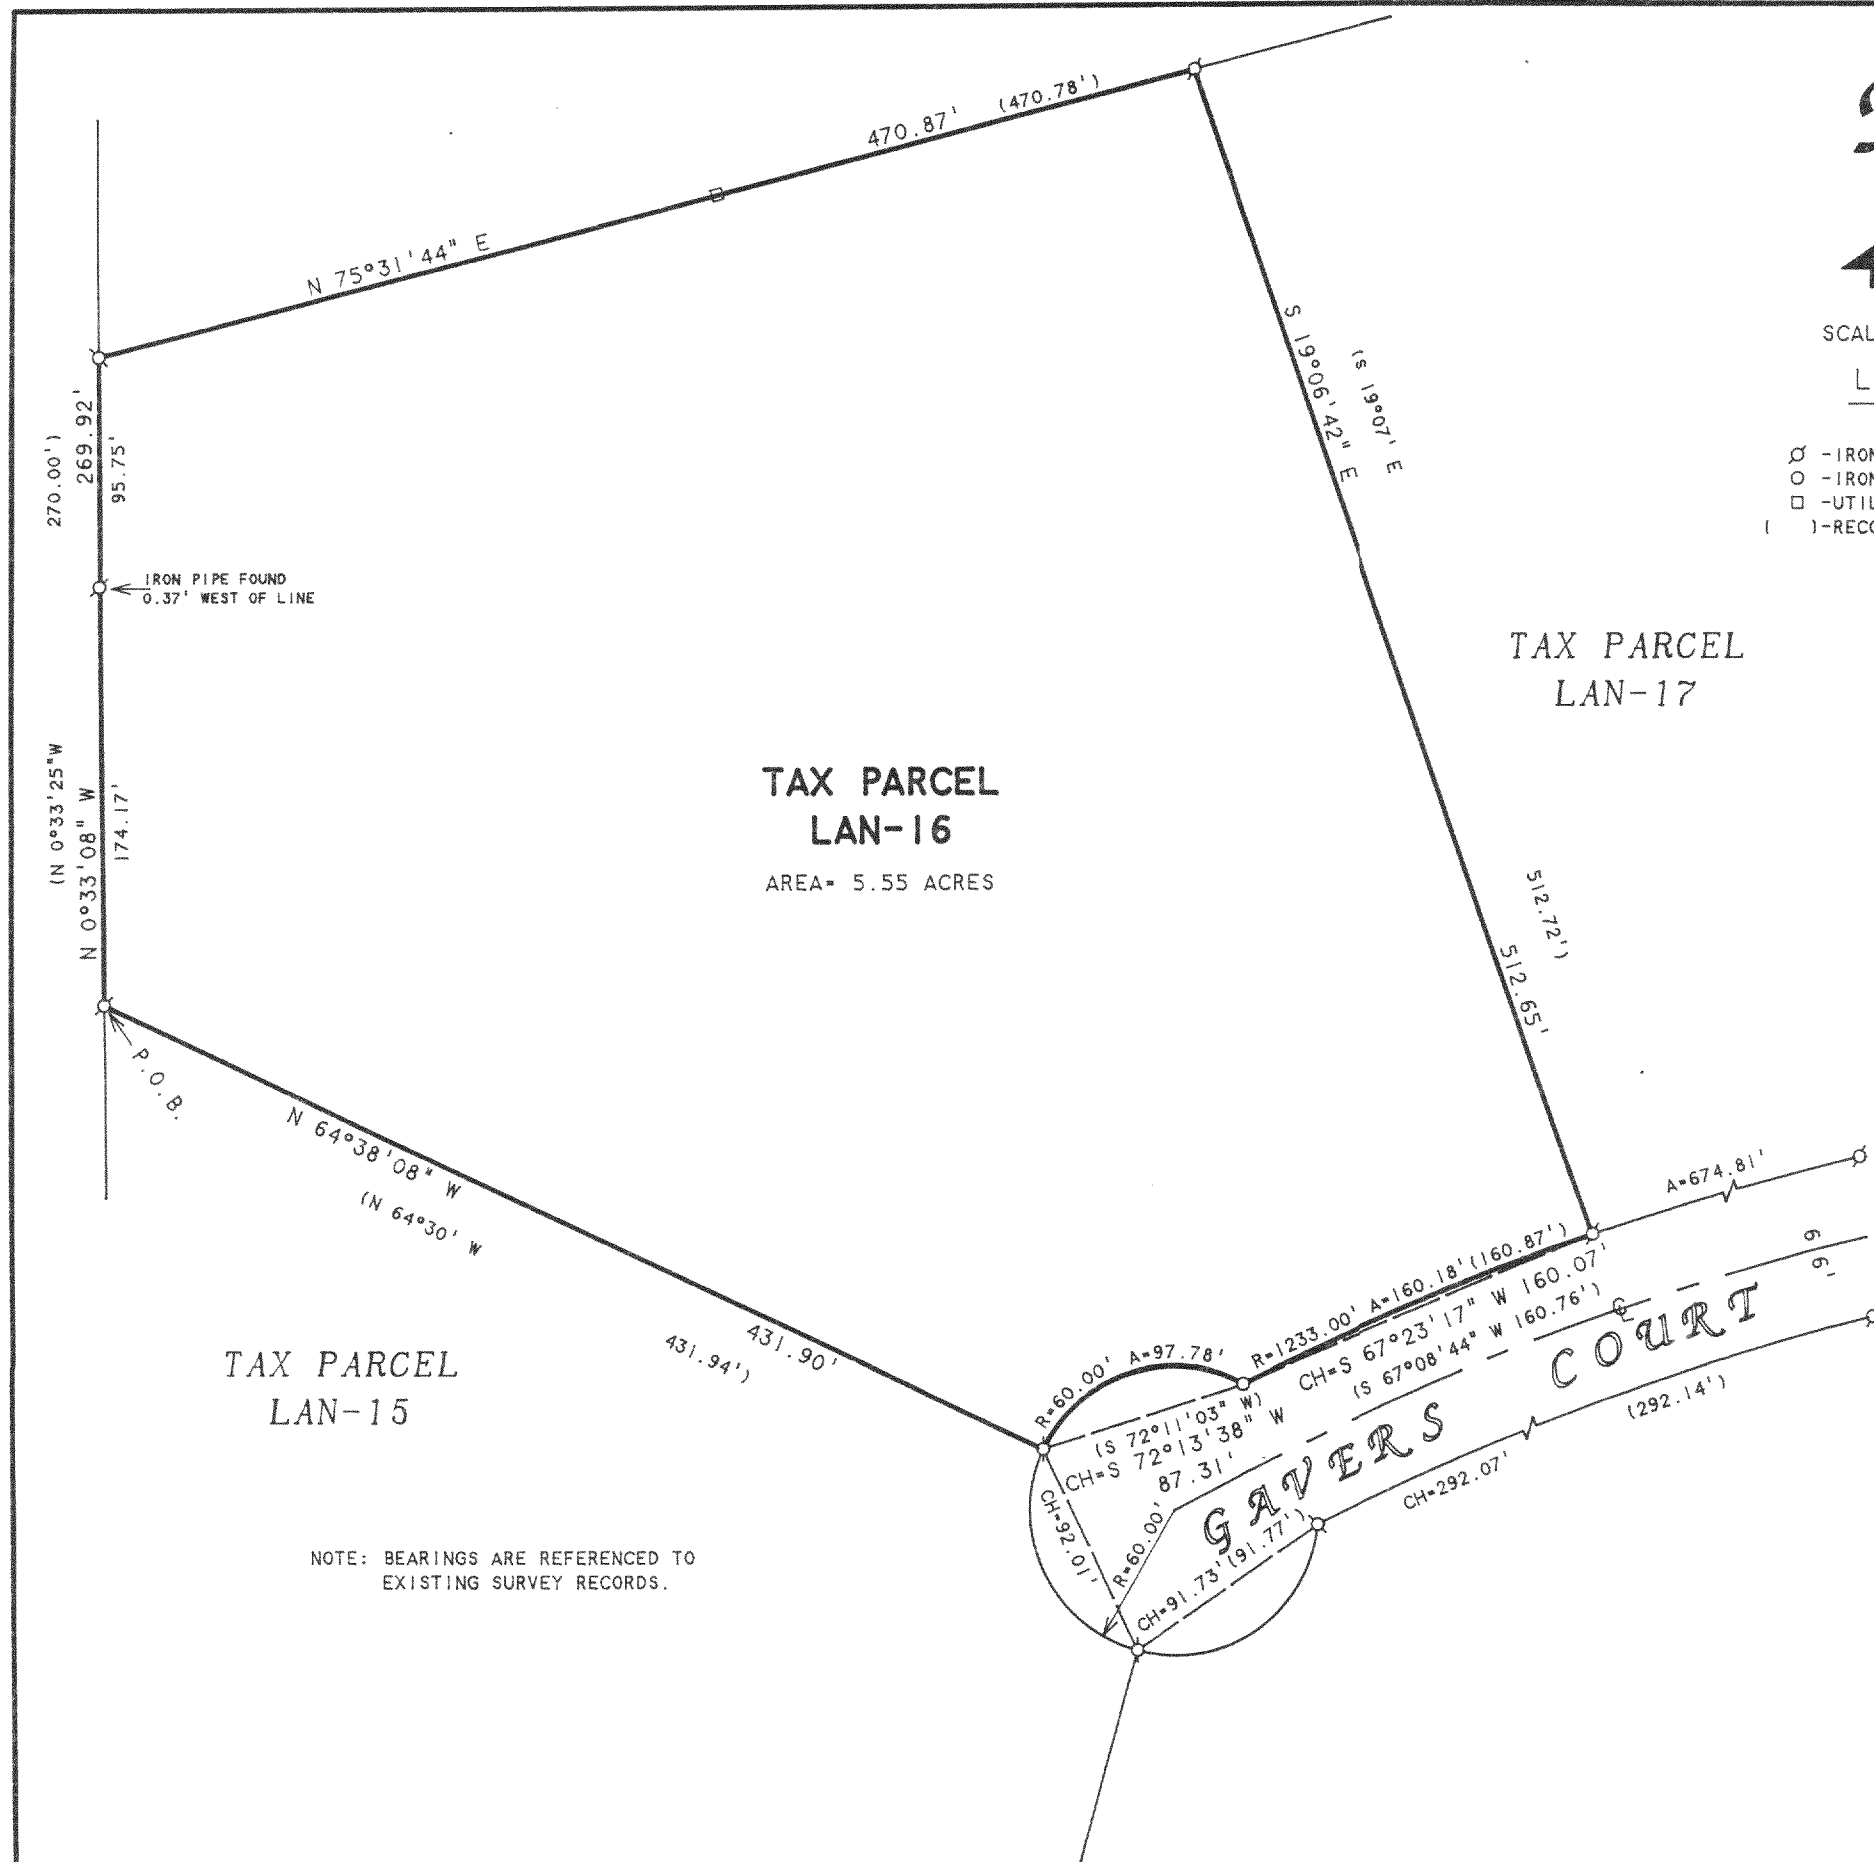 470.87' (470.78')
N 75°31'44" E
SCAL
L
-IRON
-IRON
-UTIL
( )-RECO
270.00')
269.92'
95.75'
S 19°06'42" E
(S 19°07' E
IRON PIPE FOUND
0.37' WEST OF LINE
TAX PARCEL
LAN-17
TAX PARCEL
LAN-16
AREA= 5.55 ACRES
(N 0°33'25"W
N 0°33'08" W
174.17'
512.72')
512.65'
P.O.B.
N 64°38'08" W
(N 64°30' W
431.90'
431.94')
A=674.81'
66'
R=1233.00' A=160.18'(160.87')
CH=S 67°23'17" W 160.07'
(S 67°08'44" W 160.76')
R=60.00' A=97.78'
(S 72°11'03" W)
CH=S 72°13'38" W
87.31'
GAVERS COURT
(292.14')
CH=292.07'
CH=92.01'
R=60.00'
CH=91.73'(91.77')
TAX PARCEL
LAN-15
NOTE: BEARINGS ARE REFERENCED TO
EXISTING SURVEY RECORDS.